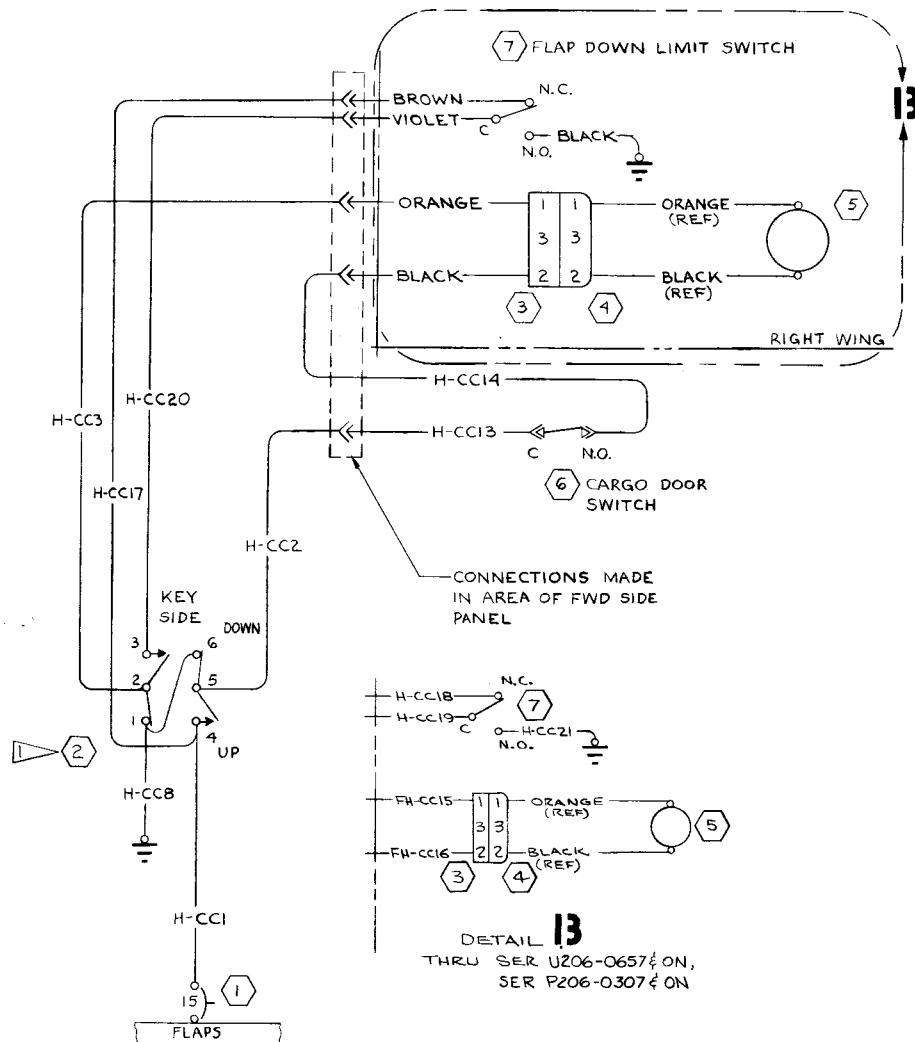 7 FLAP DOWN LIMIT SWITCH
N.C.
BROWN
VIOLET
C
BLACK
N.O.
B
ORANGE
1 1
ORANGE
(REF)
5
3 3
BLACK
2 2
BLACK
(REF)
3
4
RIGHT WING
H-CC14
H-CC20
H-CC3
H-CC13
C
N.O.
6 CARGO DOOR
SWITCH
H-CC17
H-CC2
CONNECTIONS MADE
IN AREA OF FWD SIDE
PANEL
KEY
SIDE
DOWN
3
6
2
5
1
4
UP
1
2
H-CC8
N.C.
H-CC18
7
H-CC19
C
H-CC21
N.O.
FH-CC15
1 1
ORANGE
(REF)
3 3
5
FH-CC16
2 2
BLACK
(REF)
3
4
H-CC1
DETAIL B
THRU SER U206-0657 & ON,
SER P206-0307 & ON
15
1
FLAPS